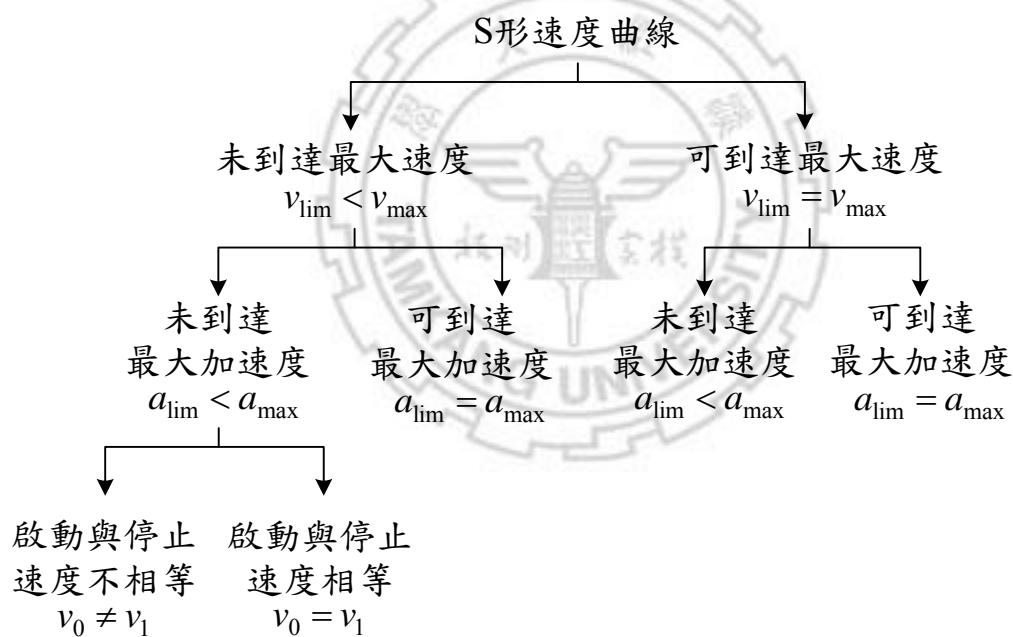 S形速度曲線
未到達最大速度
v_lim < v_max
可到達最大速度
v_lim = v_max
未到達
最大加速度
a_lim < a_max
可到達
最大加速度
a_lim = a_max
未到達
最大加速度
a_lim < a_max
可到達
最大加速度
a_lim = a_max
啟動與停止
速度不相等
v_0 ≠ v_1
啟動與停止
速度相等
v_0 = v_1
TAMKANG UNIVERSITY